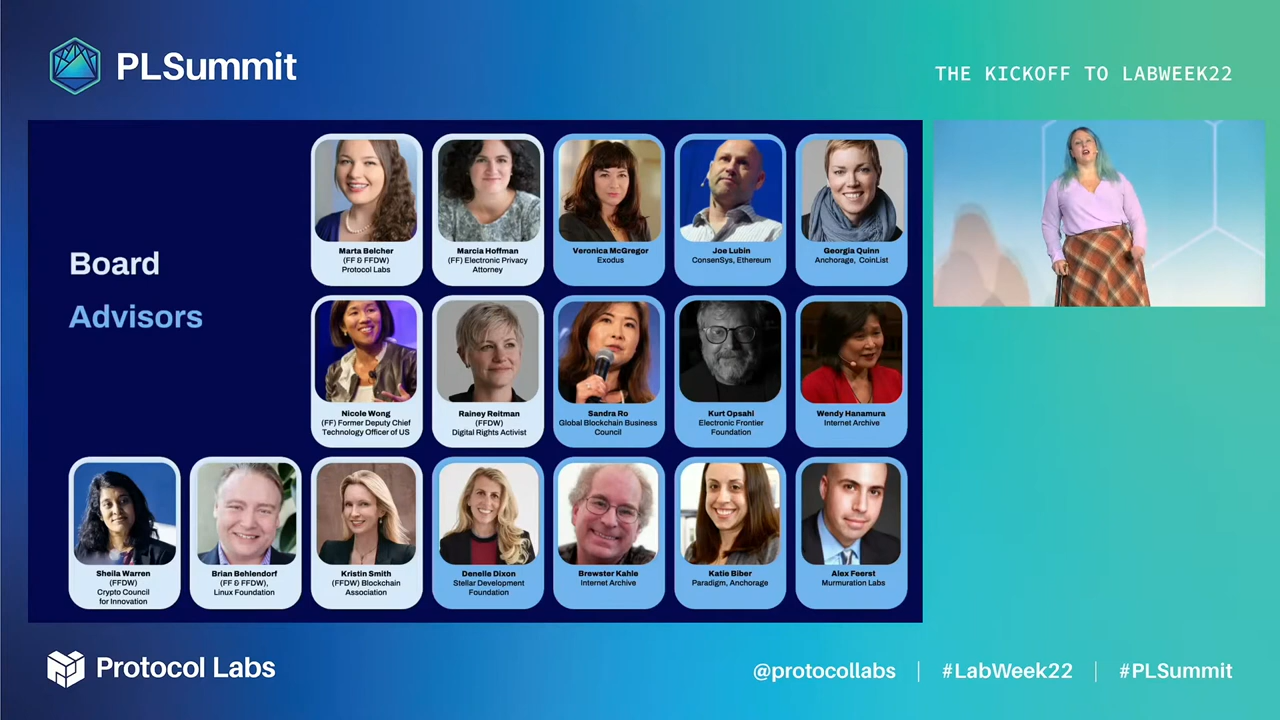 PLSummit
THE KICKOFF TO LABWEEK22
Board
Advisors
Marta Belcher
(FF & FFDW)
Protocol Labs
Marcia Hoffman
(FF) Electronic Privacy
Attorney
Veronica McGregor
Exodus
Joe Lubin
ConsenSys, Ethereum
Georgia Quinn
Anchorage, CoinList
Nicole Wong
(FF) Former Deputy Chief
Technology Officer of US
Rainey Reitman
(FFDW)
Digital Rights Activist
Sandra Ro
Global Blockchain Business
Council
Kurt Opsahl
Electronic Frontier
Foundation
Wendy Hanamura
Internet Archive
Sheila Warren
(FFDW)
Crypto Council
for Innovation
Brian Behlendorf
(FF & FFDW),
Linux Foundation
Kristin Smith
(FFDW) Blockchain
Association
Denelle Dixon
Stellar Development
Foundation
Brewster Kahle
Internet Archive
Katie Biber
Paradigm, Anchorage
Alex Feerst
Murmuration Labs
Protocol Labs
@protocollabs | #LabWeek22 | #PLSummit